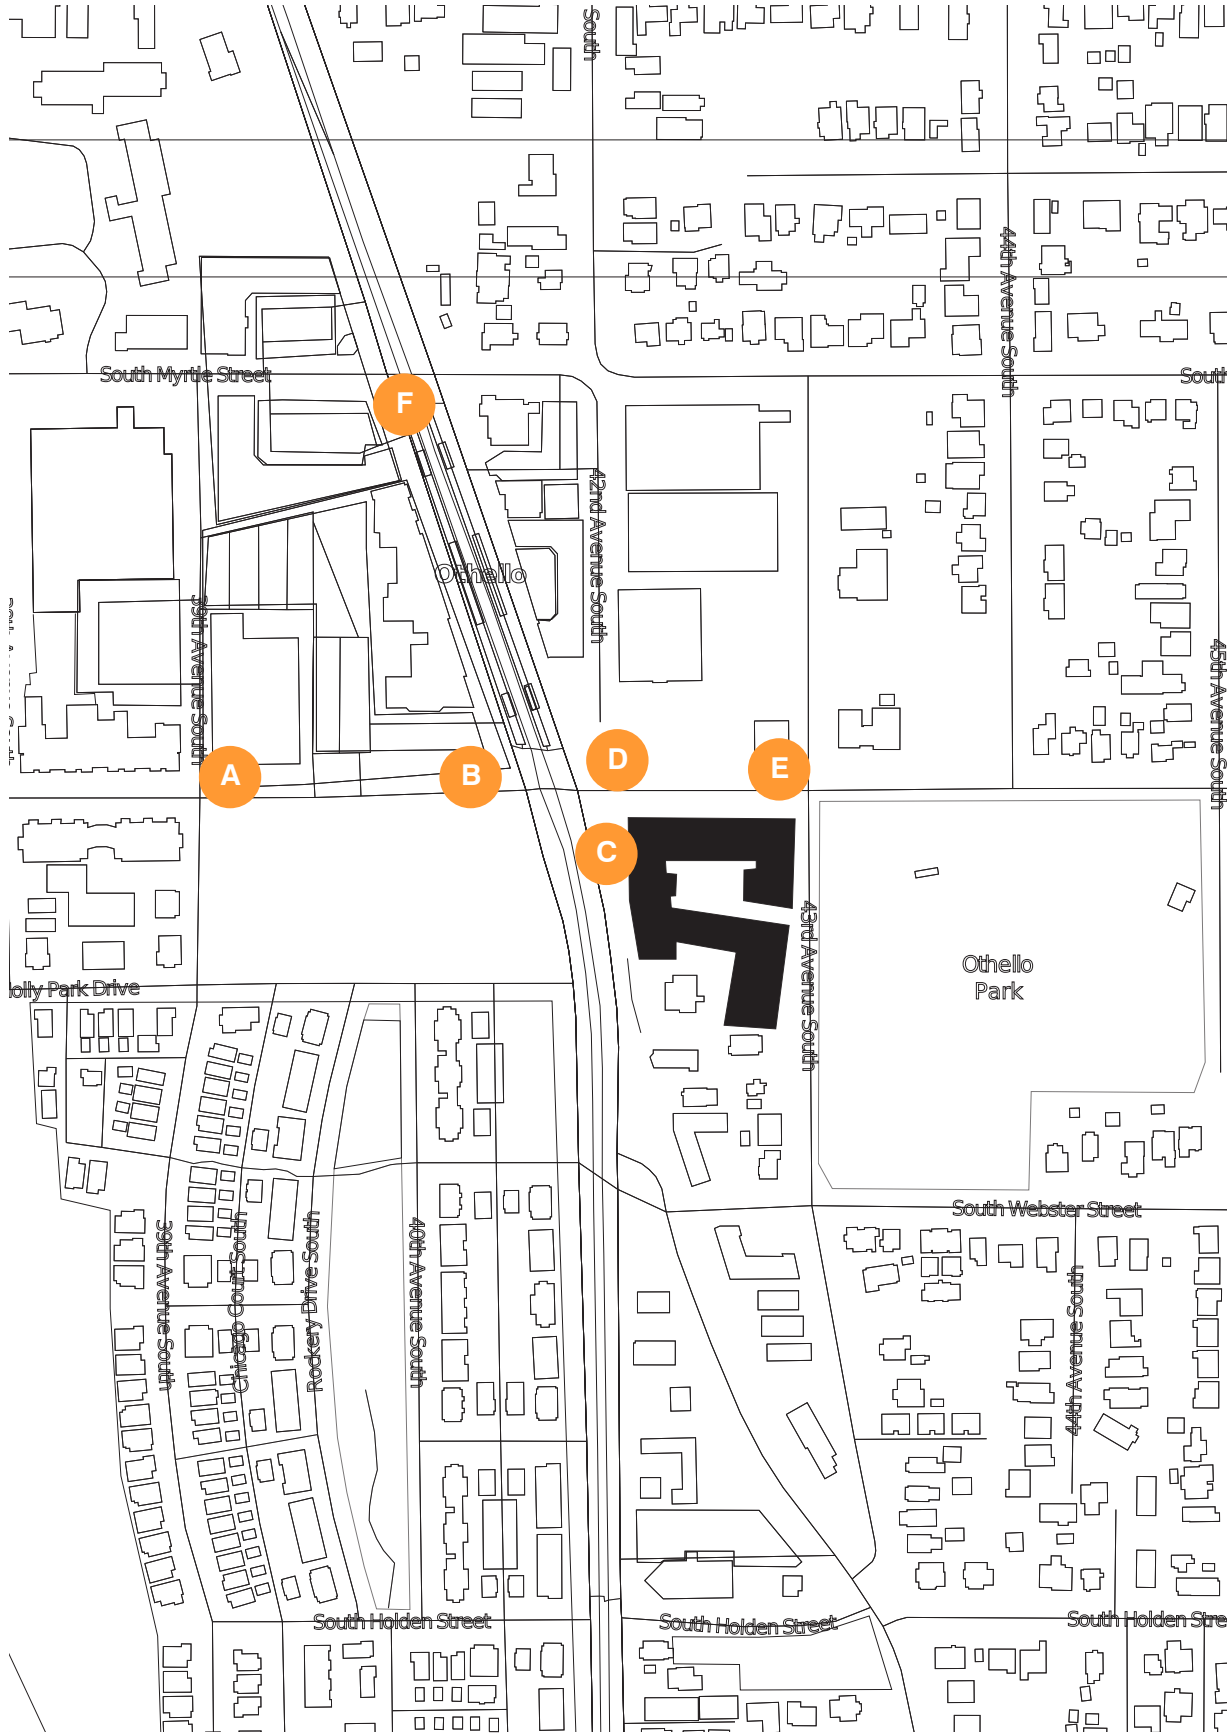 South
44th Avenue South
South Myrtle Street
South
F
42nd Avenue South
Othello
39th Avenue South
45th Avenue South
A
B
D
E
C
43rd Avenue South
Othello
Park
Holly Park Drive
South Webster Street
39th Avenue South
Chicago Court South
Rockery Drive South
40th Avenue South
44th Avenue South
South Holden Street
South Holden Street
South Holden Stre